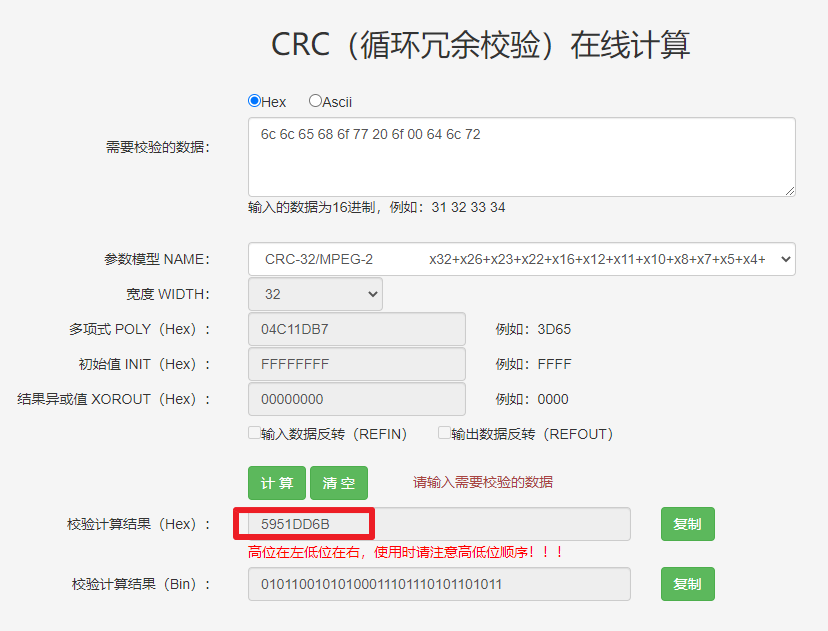 CRC（循环冗余校验）在线计算
Hex Ascii
需要校验的数据：
6c 6c 65 68 6f 77 20 6f 00 64 6c 72
输入的数据为16进制，例如：31 32 33 34
参数模型 NAME： CRC-32/MPEG-2 x32+x26+x23+x22+x16+x12+x11+x10+x8+x7+x5+x4+
宽度 WIDTH： 32
多项式 POLY（Hex）： 04C11DB7 例如：3D65
初始值 INIT（Hex）： FFFFFFFF 例如：FFFF
结果异或值 XOROUT（Hex）： 00000000 例如：0000
输入数据反转（REFIN） 输出数据反转（REFOUT）
计 算 清 空 请输入需要校验的数据
校验计算结果（Hex）： 5951DD6B 复制
高位在左低位在右，使用时请注意高低位顺序！！！
校验计算结果（Bin）： 01011001010100011101110101101011 复制